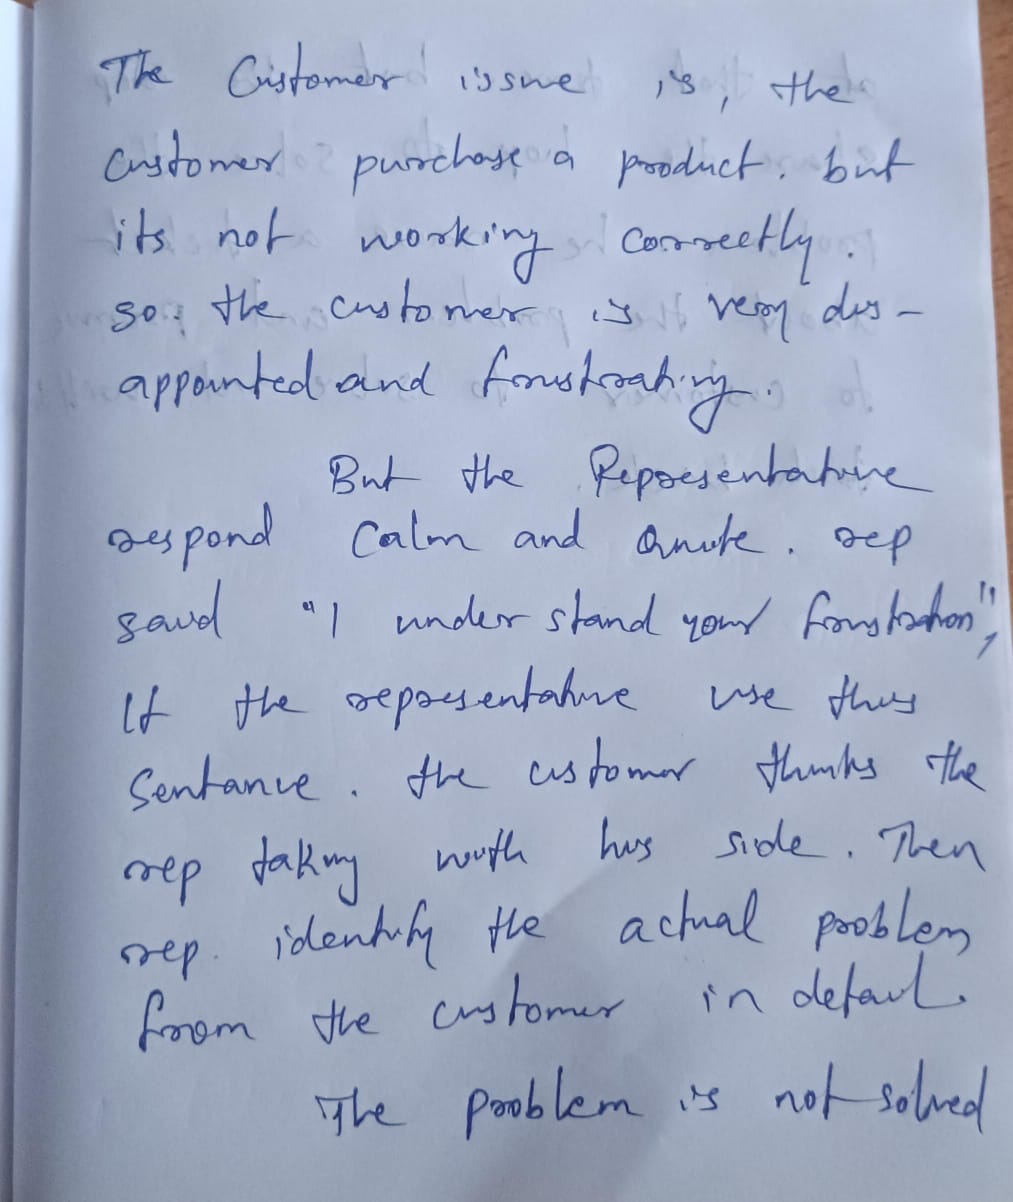 The Customer issue is, the
customer purchase a product. but
its not working correctly.
so, the customer is very dis-
appointed and frustrating.
But the Representative
respond Calm and Quite. rep
said "I understand your frustration",
If the representative use this
Sentance. the customer thinks the
rep taking with his side. Then
rep. identify the actual problem
from the customer in detail.
The problem is not solved